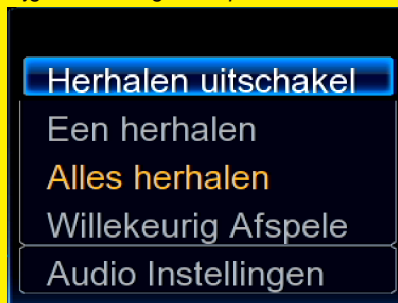 Herhalen uitschakel
Een herhalen
Alles herhalen
Willekeurig Afspele
Audio Instellingen